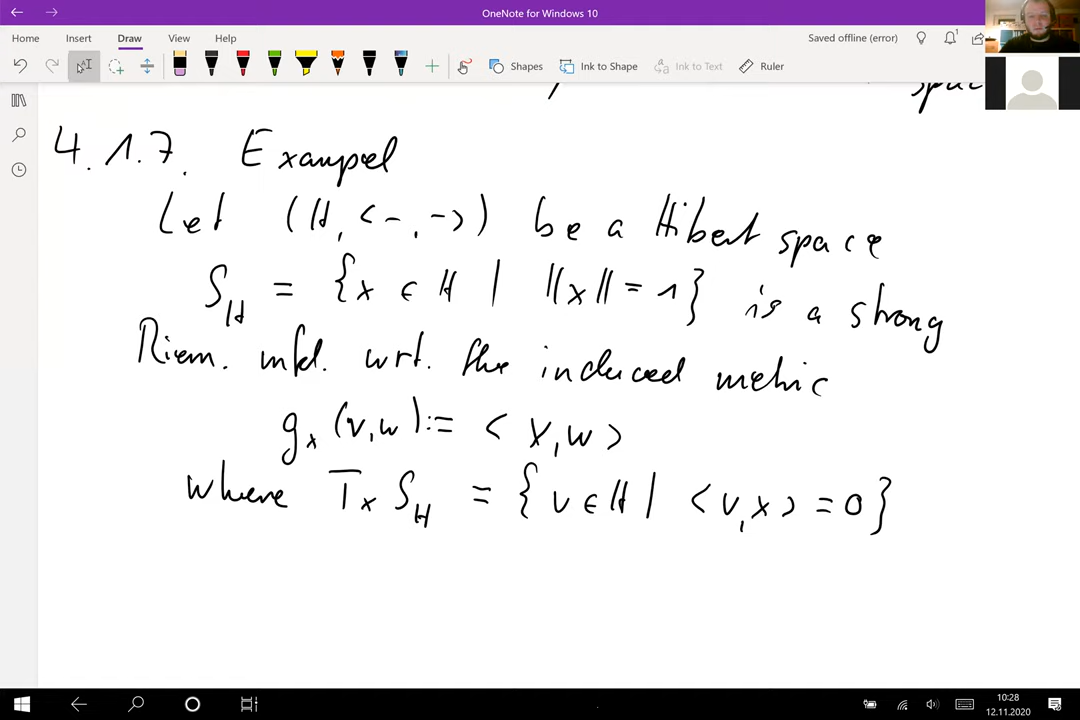 OneNote for Windows 10
Home Insert Draw View Help Saved offline (error)
Shapes Ink to Shape Ink to Text Ruler
4.1.7. Exampel
Let (H, <-,->) be a Hibert space
S_H = {x ∈ H | ||x|| = 1} is a strong
Riem. mfd. wrt. the induced metric
g_x (v,w) := < v,w >
where T_x S_H = {v ∈ H | <v,x> = 0}
10:28
12.11.2020